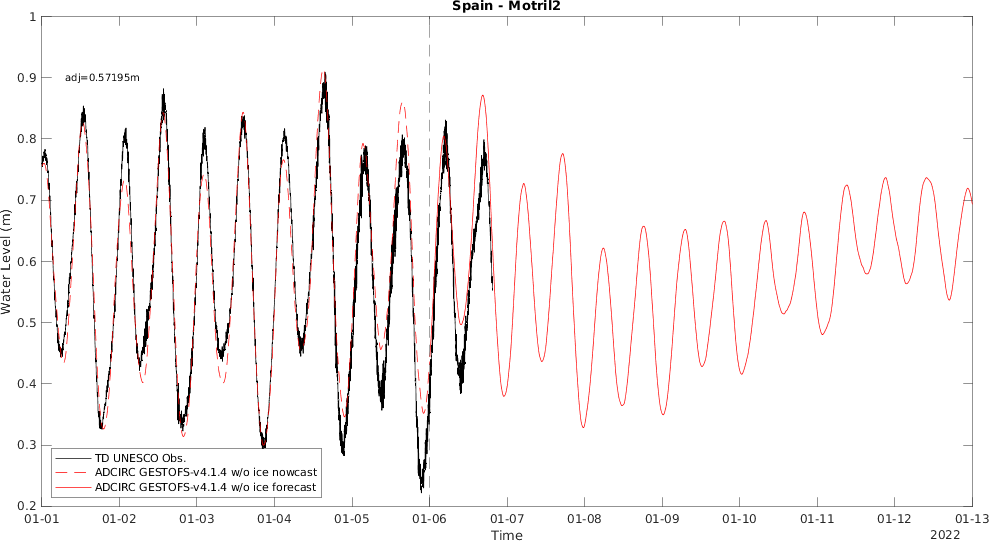 Spain - Motril2
1
0.9
0.8
0.7
0.6
0.5
0.4
0.3
0.2
Water Level (m)
adj=0.57195m
TD UNESCO Obs.
ADCIRC GESTOFS-v4.1.4 w/o ice nowcast
ADCIRC GESTOFS-v4.1.4 w/o ice forecast
01-01 01-02 01-03 01-04 01-05 01-06 01-07 01-08 01-09 01-10 01-11 01-12 01-13
Time
2022